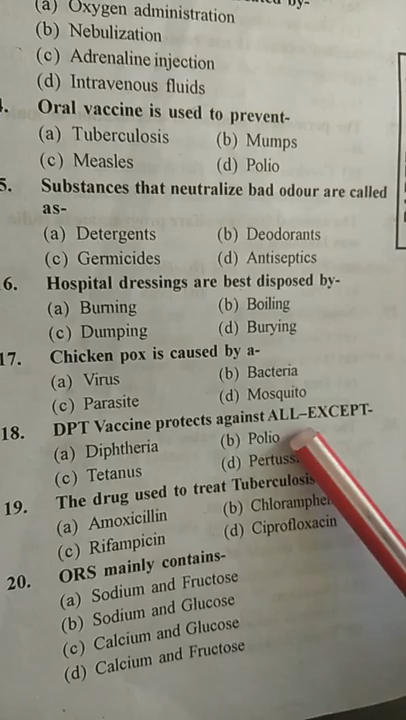 (a) Oxygen administration
(b) Nebulization
(c) Adrenaline injection
(d) Intravenous fluids
Oral vaccine is used to prevent-
(a) Tuberculosis (b) Mumps
(c) Measles (d) Polio
5. Substances that neutralize bad odour are called
as-
(a) Detergents (b) Deodorants
(c) Germicides (d) Antiseptics
6. Hospital dressings are best disposed by-
(a) Burning (b) Boiling
(c) Dumping (d) Burying
17. Chicken pox is caused by a-
(a) Virus (b) Bacteria
(c) Parasite (d) Mosquito
18. DPT Vaccine protects against ALL-EXCEPT-
(a) Diphtheria (b) Polio
(c) Tetanus (d) Pertuss
19. The drug used to treat Tuberculosis
(a) Amoxicillin (b) Chloramphe
(c) Rifampicin (d) Ciprofloxacin
20. ORS mainly contains-
(a) Sodium and Fructose
(b) Sodium and Glucose
(c) Calcium and Glucose
(d) Calcium and Fructose